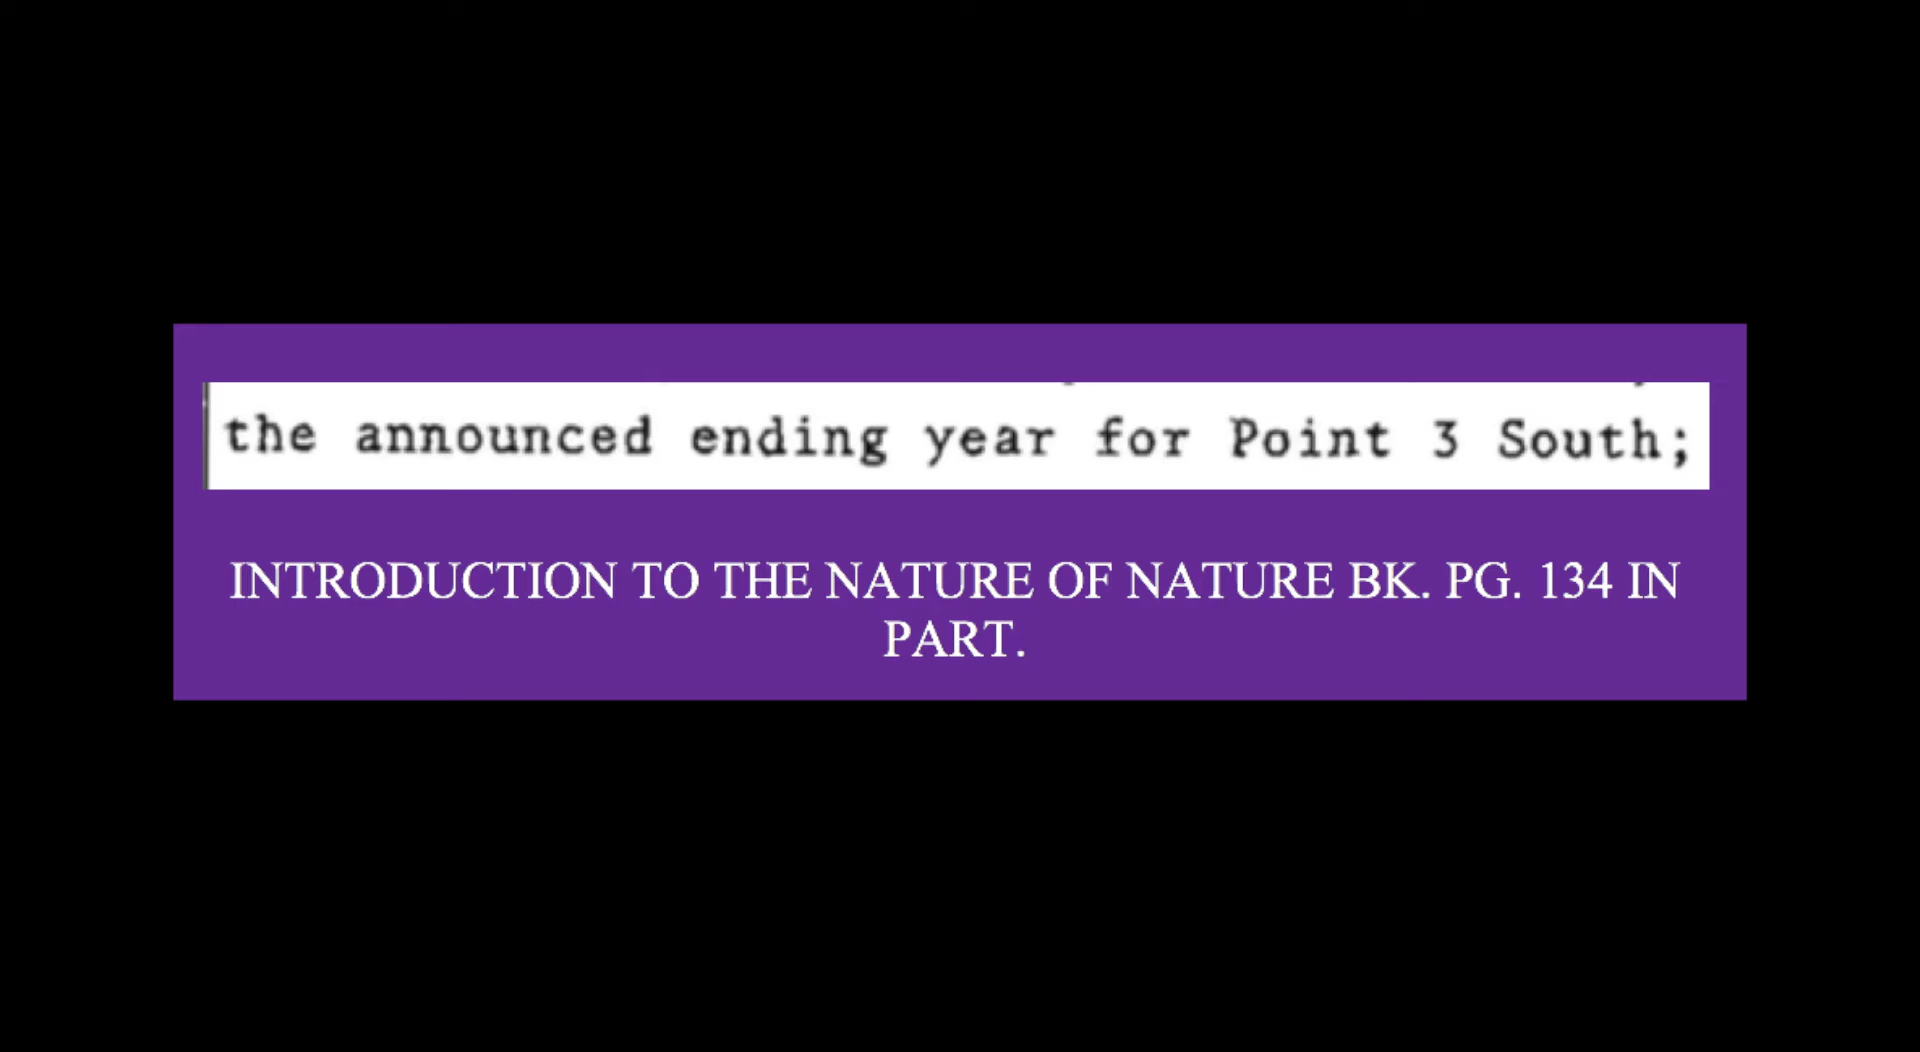 the announced ending year for Point 3 South;
INTRODUCTION TO THE NATURE OF NATURE BK. PG. 134 IN
PART.